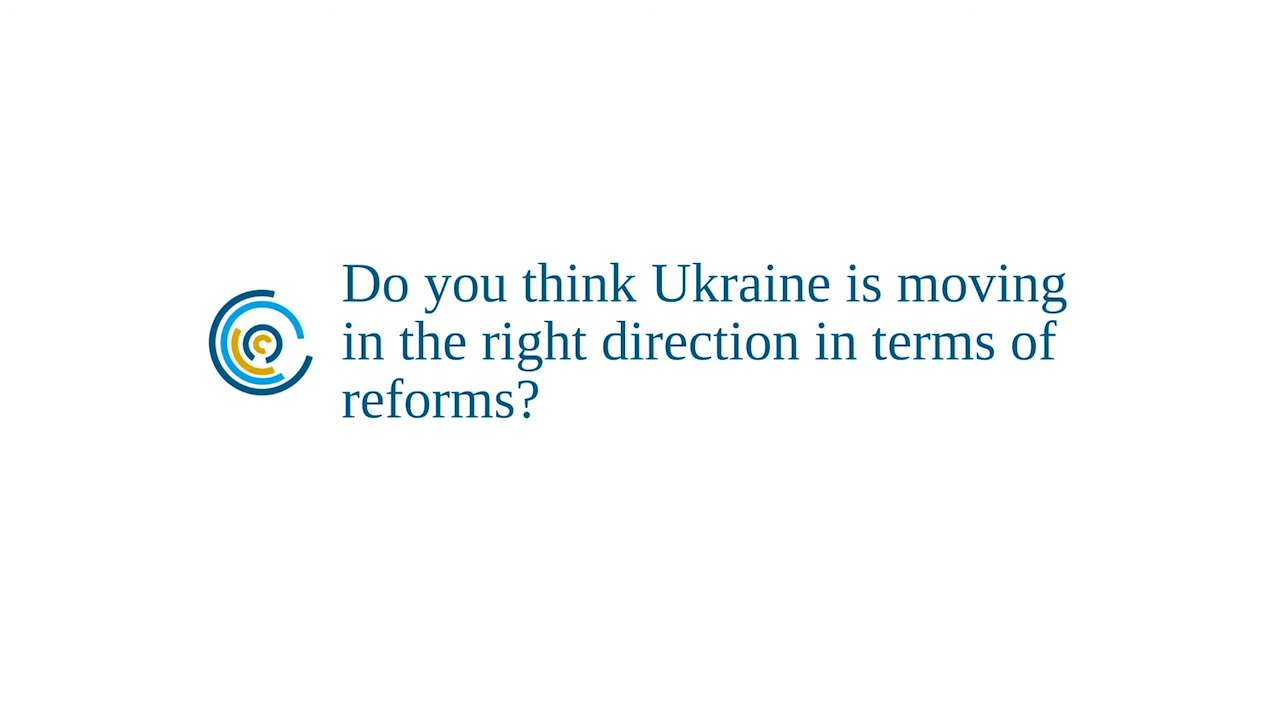 Do you think Ukraine is moving
in the right direction in terms of
reforms?